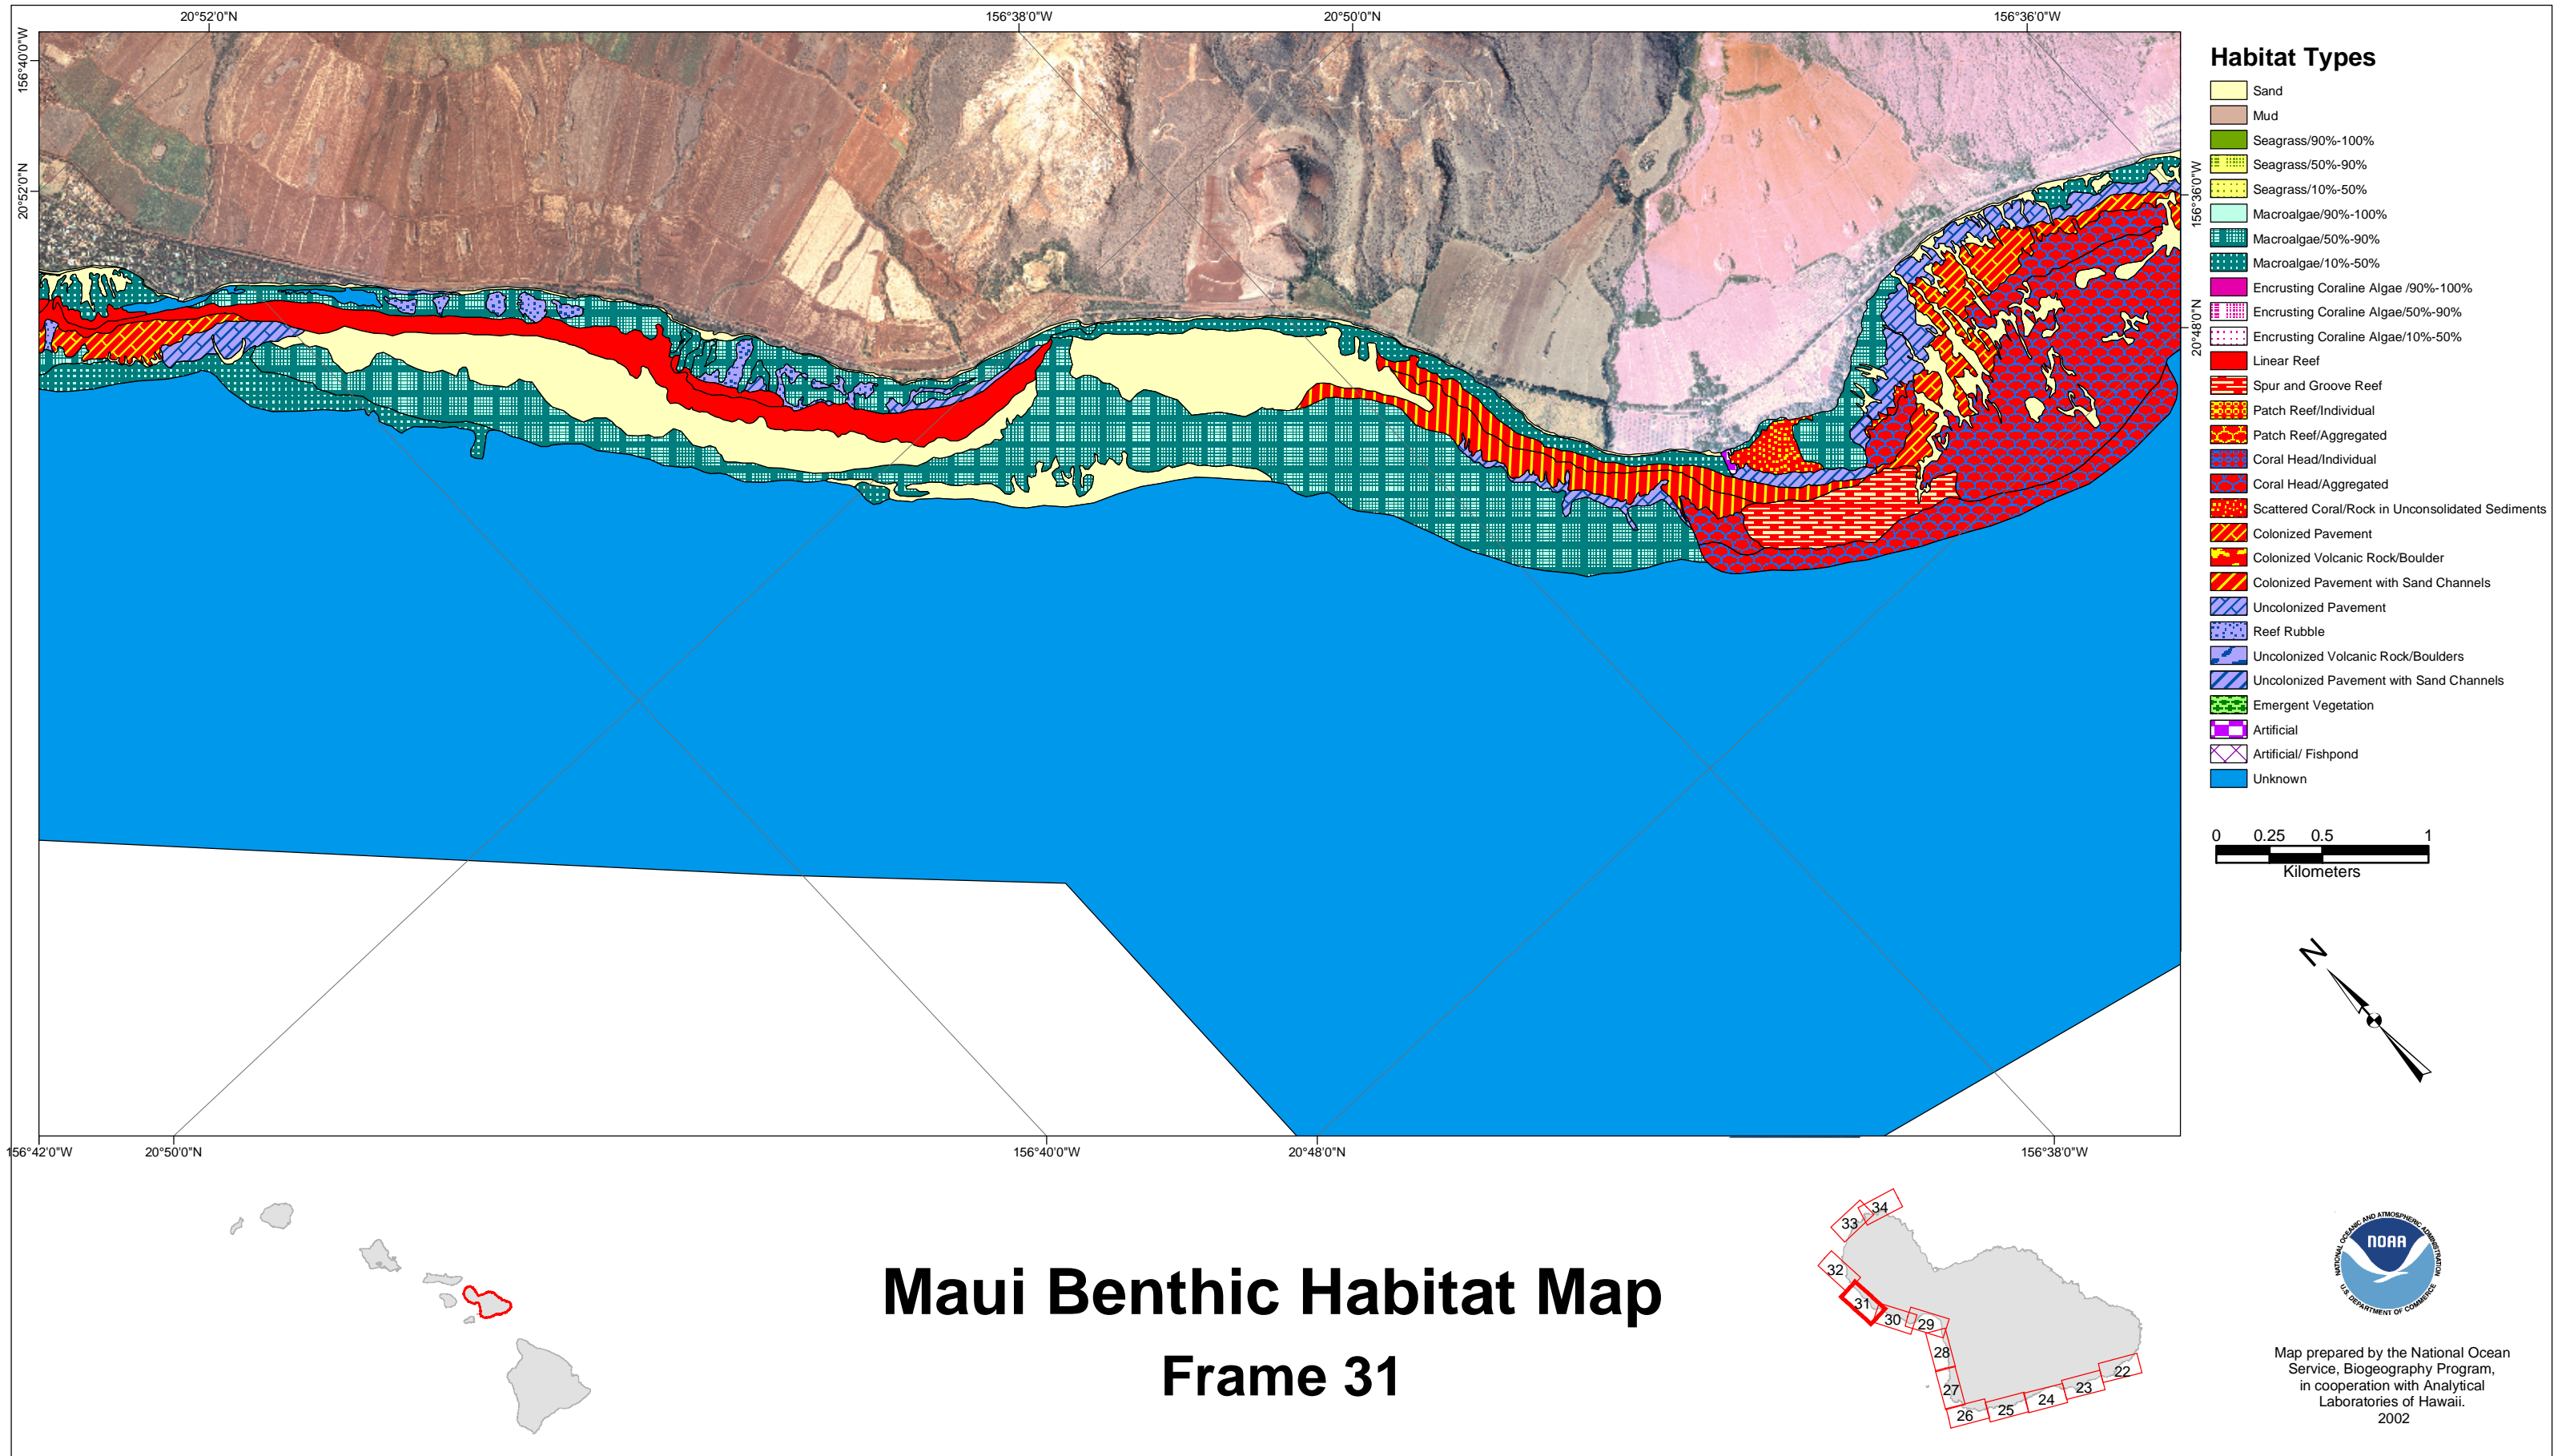 20°52'0"N
156°38'0"W
20°50'0"N
156°36'0"W
156°40'0"W
20°52'0"N
156°36'0"W
20°48'0"N
Habitat Types
Sand
Mud
Seagrass/90%-100%
Seagrass/50%-90%
Seagrass/10%-50%
Macroalgae/90%-100%
Macroalgae/50%-90%
Macroalgae/10%-50%
Encrusting Coraline Algae /90%-100%
Encrusting Coraline Algae/50%-90%
Encrusting Coraline Algae/10%-50%
Linear Reef
Spur and Groove Reef
Patch Reef/Individual
Patch Reef/Aggregated
Coral Head/Individual
Coral Head/Aggregated
Scattered Coral/Rock in Unconsolidated Sediments
Colonized Pavement
Colonized Volcanic Rock/Boulder
Colonized Pavement with Sand Channels
Uncolonized Pavement
Reef Rubble
Uncolonized Volcanic Rock/Boulders
Uncolonized Pavement with Sand Channels
Emergent Vegetation
Artificial
Artificial/ Fishpond
Unknown
0 0.25 0.5 1
Kilometers
N
156°42'0"W
20°50'0"N
156°40'0"W
20°48'0"N
156°38'0"W
Maui Benthic Habitat Map
Frame 31
34
33
32
31
30
29
28
27
26
25
24
23
22
NATIONAL OCEANIC AND ATMOSPHERIC ADMINISTRATION
NOAA
U.S. DEPARTMENT OF COMMERCE
Map prepared by the National Ocean
Service, Biogeography Program,
in cooperation with Analytical
Laboratories of Hawaii.
2002